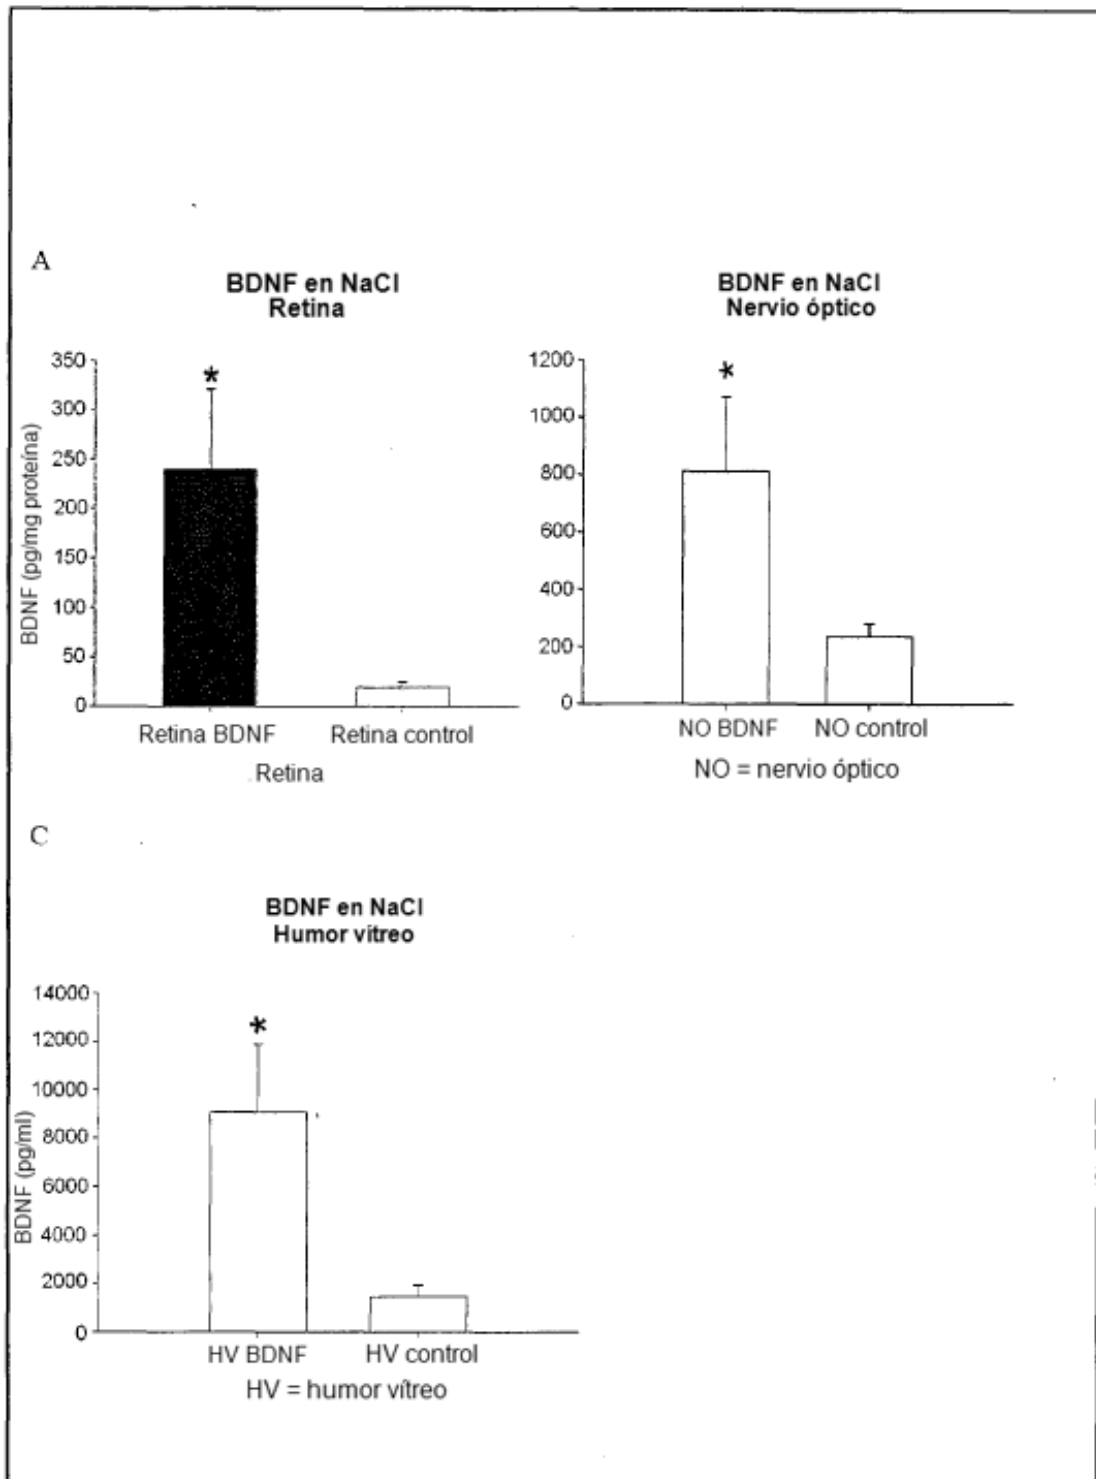 A
BDNF en NaCl
Retina
BDNF (pg/mg proteína)
350
300
250
200
150
100
50
0
*
Retina BDNF
Retina control
Retina
BDNF en NaCl
Nervio óptico
1200
1000
800
600
400
200
0
*
NO BDNF
NO control
NO = nervio óptico
C
BDNF en NaCl
Humor vítreo
BDNF (pg/ml)
14000
12000
10000
8000
6000
4000
2000
0
*
HV BDNF
HV control
HV = humor vítreo